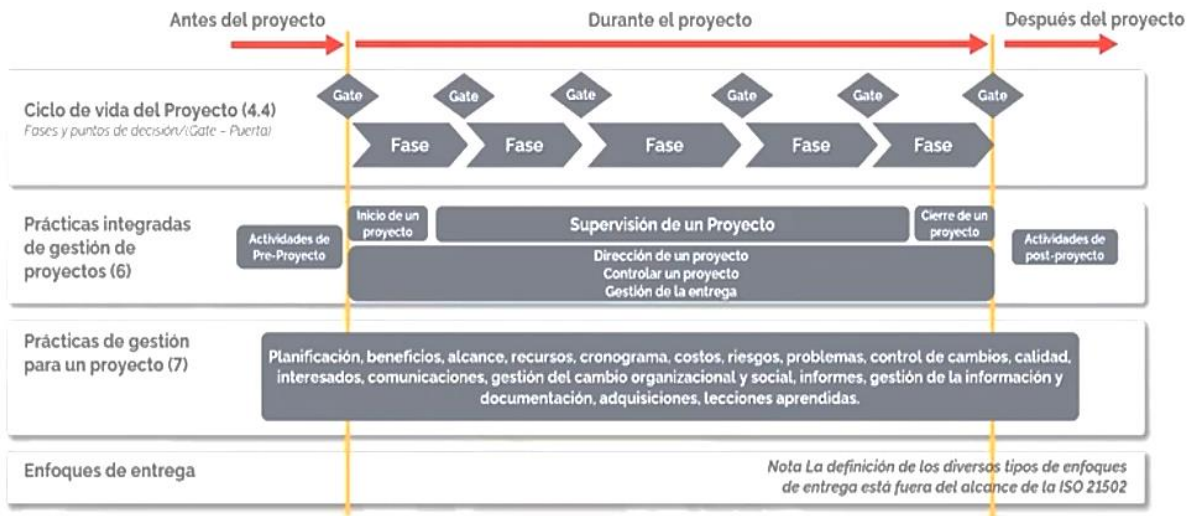 Antes del proyecto
Durante el proyecto
Después del proyecto
Ciclo de vida del Proyecto (4.4)
Fases y puntos de decisión/(Gate - Puerta)
Gate
Gate
Gate
Gate
Gate
Gate
Fase
Fase
Fase
Fase
Fase
Prácticas integradas
de gestión de
proyectos (6)
Actividades de
Pre-Proyecto
Inicio de un
proyecto
Supervisión de un Proyecto
Cierre de un
proyecto
Dirección de un proyecto
Controlar un proyecto
Gestión de la entrega
Actividades de
post-proyecto
Prácticas de gestión
para un proyecto (7)
Planificación, beneficios, alcance, recursos, cronograma, costos, riesgos, problemas, control de cambios, calidad,
interesados, comunicaciones, gestión del cambio organizacional y social, informes, gestión de la información y
documentación, adquisiciones, lecciones aprendidas.
Enfoques de entrega
Nota La definición de los diversos tipos de enfoques
de entrega está fuera del alcance de la ISO 21502